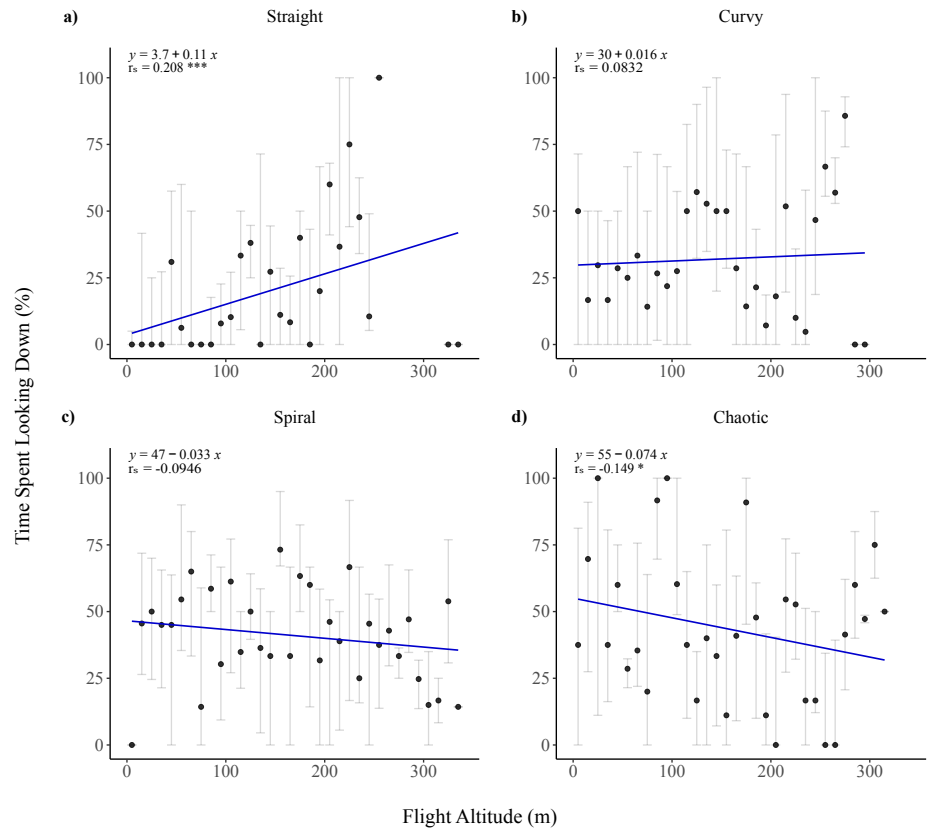 a) Straight
y = 3.7 + 0.11 x
rₛ = 0.208 ***
100
75
50
25
0
0 100 200 300
b) Curvy
y = 30 + 0.016 x
rₛ = 0.0832
100
75
50
25
0
0 100 200 300
Time Spent Looking Down (%)
c) Spiral
y = 47 − 0.033 x
rₛ = -0.0946
100
75
50
25
0
0 100 200 300
d) Chaotic
y = 55 − 0.074 x
rₛ = -0.149 *
100
75
50
25
0
0 100 200 300
Flight Altitude (m)